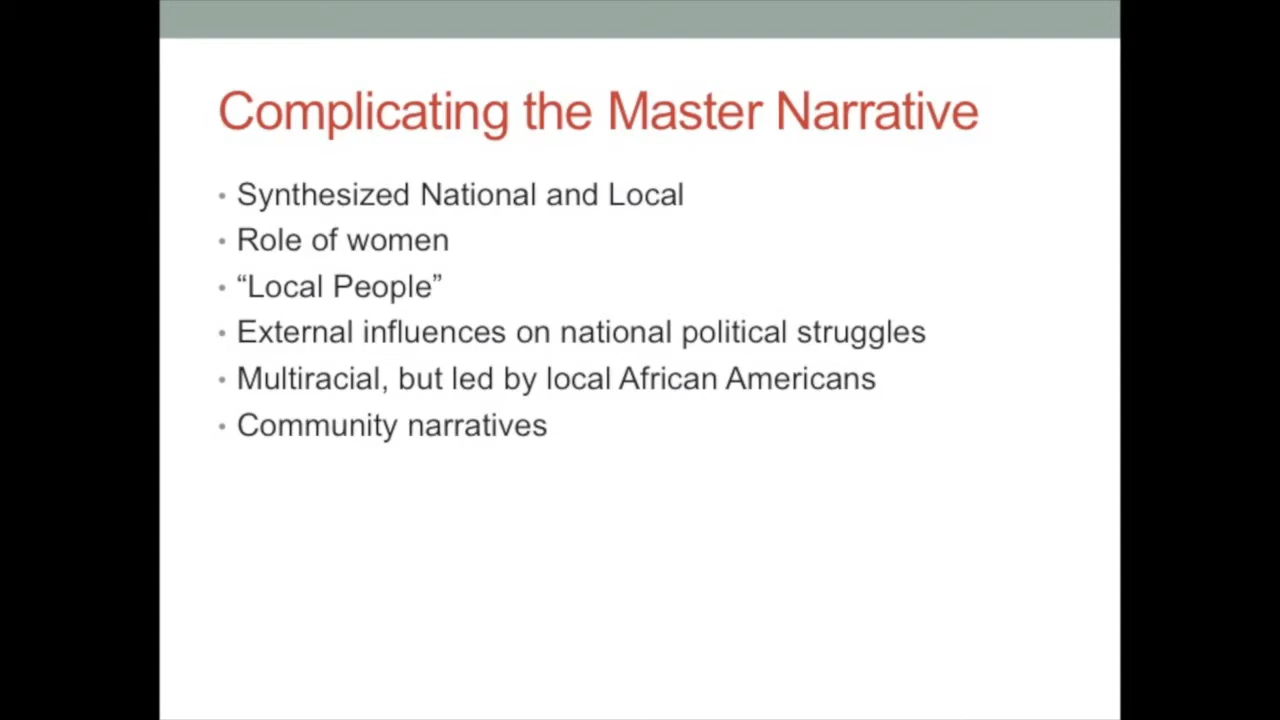 Complicating the Master Narrative
• Synthesized National and Local
• Role of women
• “Local People”
• External influences on national political struggles
• Multiracial, but led by local African Americans
• Community narratives